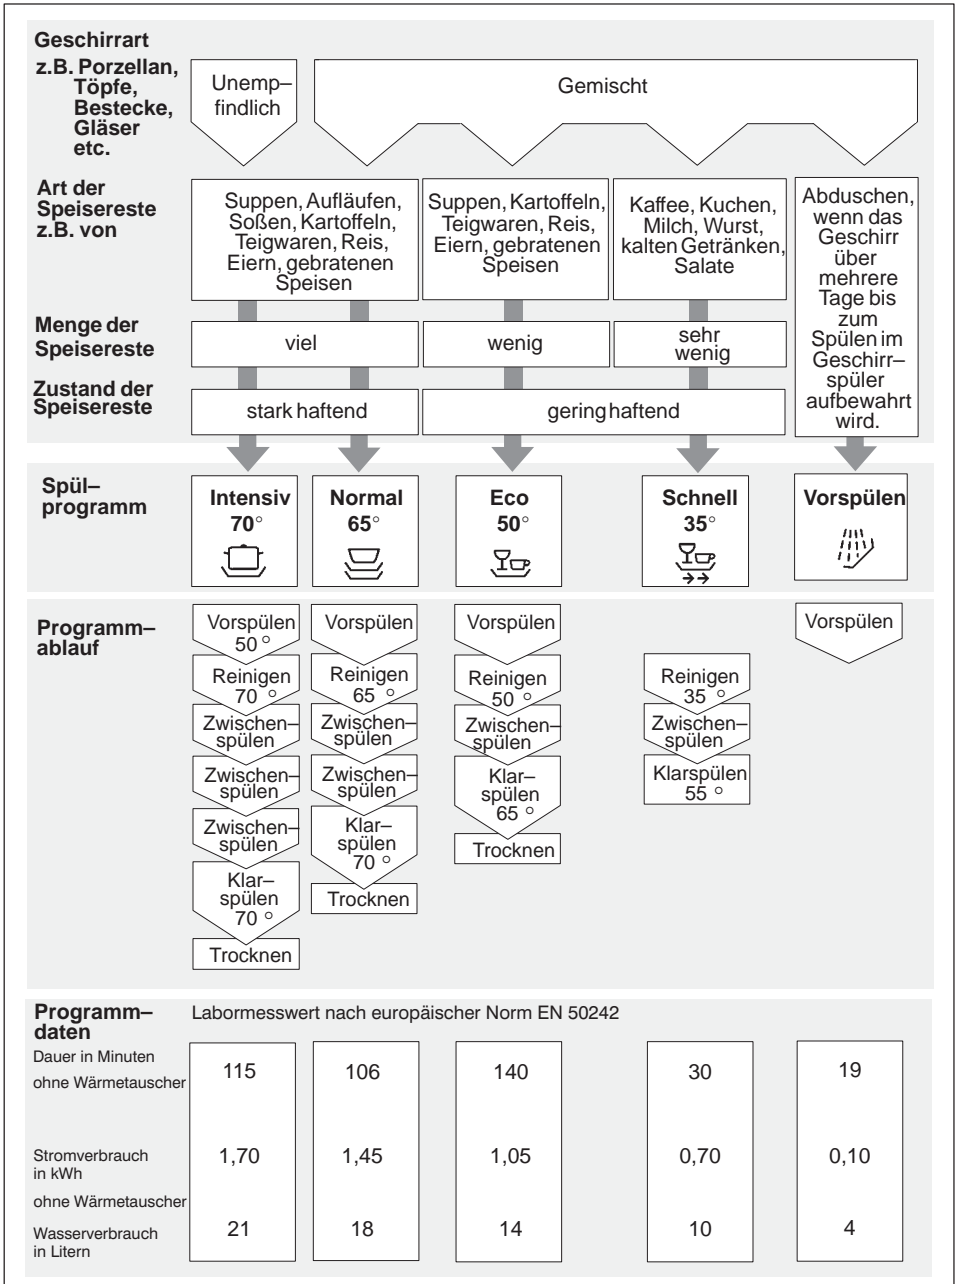 Geschirrart
z.B. Porzellan,
Töpfe,
Bestecke,
Gläser
etc.
Unemp–
findlich
Gemischt
Art der
Speisereste
z.B. von
Suppen, Aufläufen,
Soßen, Kartoffeln,
Teigwaren, Reis,
Eiern, gebratenen
Speisen
Suppen, Kartoffeln,
Teigwaren, Reis,
Eiern, gebratenen
Speisen
Kaffee, Kuchen,
Milch, Wurst,
kalten Getränken,
Salate
Abduschen,
wenn das
Geschirr
über
mehrere
Tage bis
zum
Spülen im
Geschirr–
spüler
aufbewahrt
wird.
Menge der
Speisereste
viel
wenig
sehr
wenig
Zustand der
Speisereste
stark haftend
gering haftend
Spül–
programm
Intensiv
70°
Normal
65°
Eco
50°
Schnell
35°
Vorspülen
Programm–
ablauf
Vorspülen
50 °
Reinigen
70 °
Zwischen–
spülen
Zwischen–
spülen
Zwischen–
spülen
Klar–
spülen
70 °
Trocknen
Vorspülen
Reinigen
65 °
Zwischen–
spülen
Zwischen–
spülen
Klar–
spülen
70 °
Trocknen
Vorspülen
Reinigen
50 °
Zwischen–
spülen
Klar–
spülen
65 °
Trocknen
Reinigen
35 °
Zwischen–
spülen
Klarspülen
55 °
Vorspülen
Programm–
daten
Labormesswert nach europäischer Norm EN 50242
Dauer in Minuten
ohne Wärmetauscher
115 106 140 30 19
Stromverbrauch
in kWh
1,70 1,45 1,05 0,70 0,10
ohne Wärmetauscher
Wasserverbrauch
in Litern
21 18 14 10 4